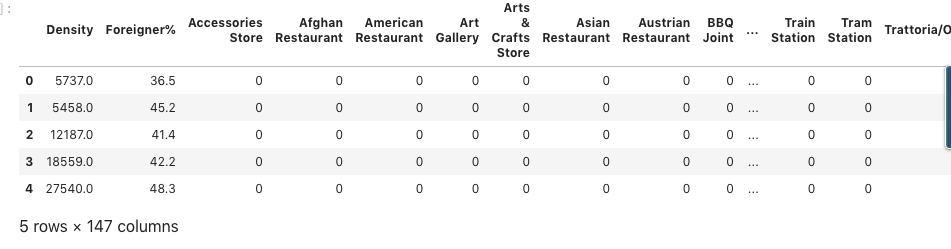 ]:
Density Foreigner% Accessories Store Afghan Restaurant American Restaurant Art Gallery Arts & Crafts Store Asian Restaurant Austrian Restaurant BBQ Joint ... Train Station Tram Station Trattoria/O
0 5737.0 36.5 0 0 0 0 0 0 0 0 ... 0 0
1 5458.0 45.2 0 0 0 0 0 0 0 0 ... 0 0
2 12187.0 41.4 0 0 0 0 0 0 0 0 ... 0 0
3 18559.0 42.2 0 0 0 0 0 0 0 0 ... 0 0
4 27540.0 48.3 0 0 0 0 0 0 0 0 ... 0 0
5 rows × 147 columns